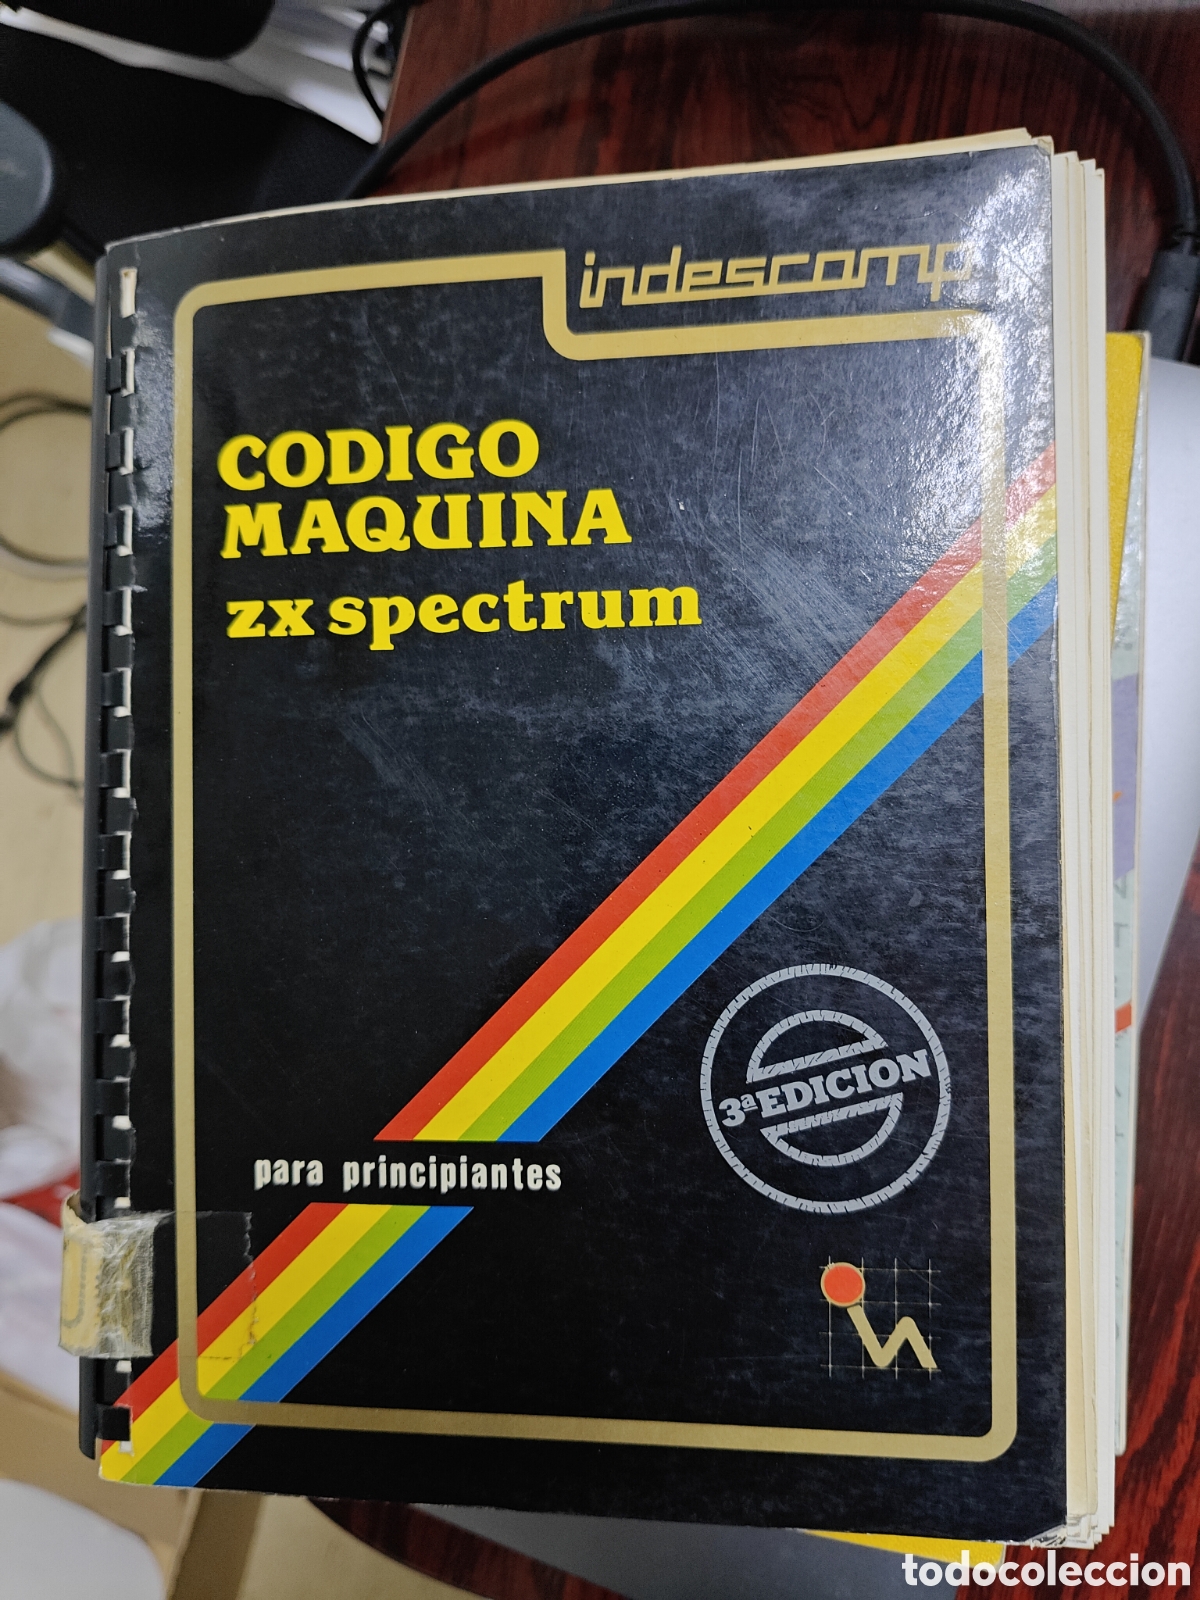 indescomp
CODIGO
MAQUINA
zx spectrum
3ª EDICION
para principiantes
todocoleccion